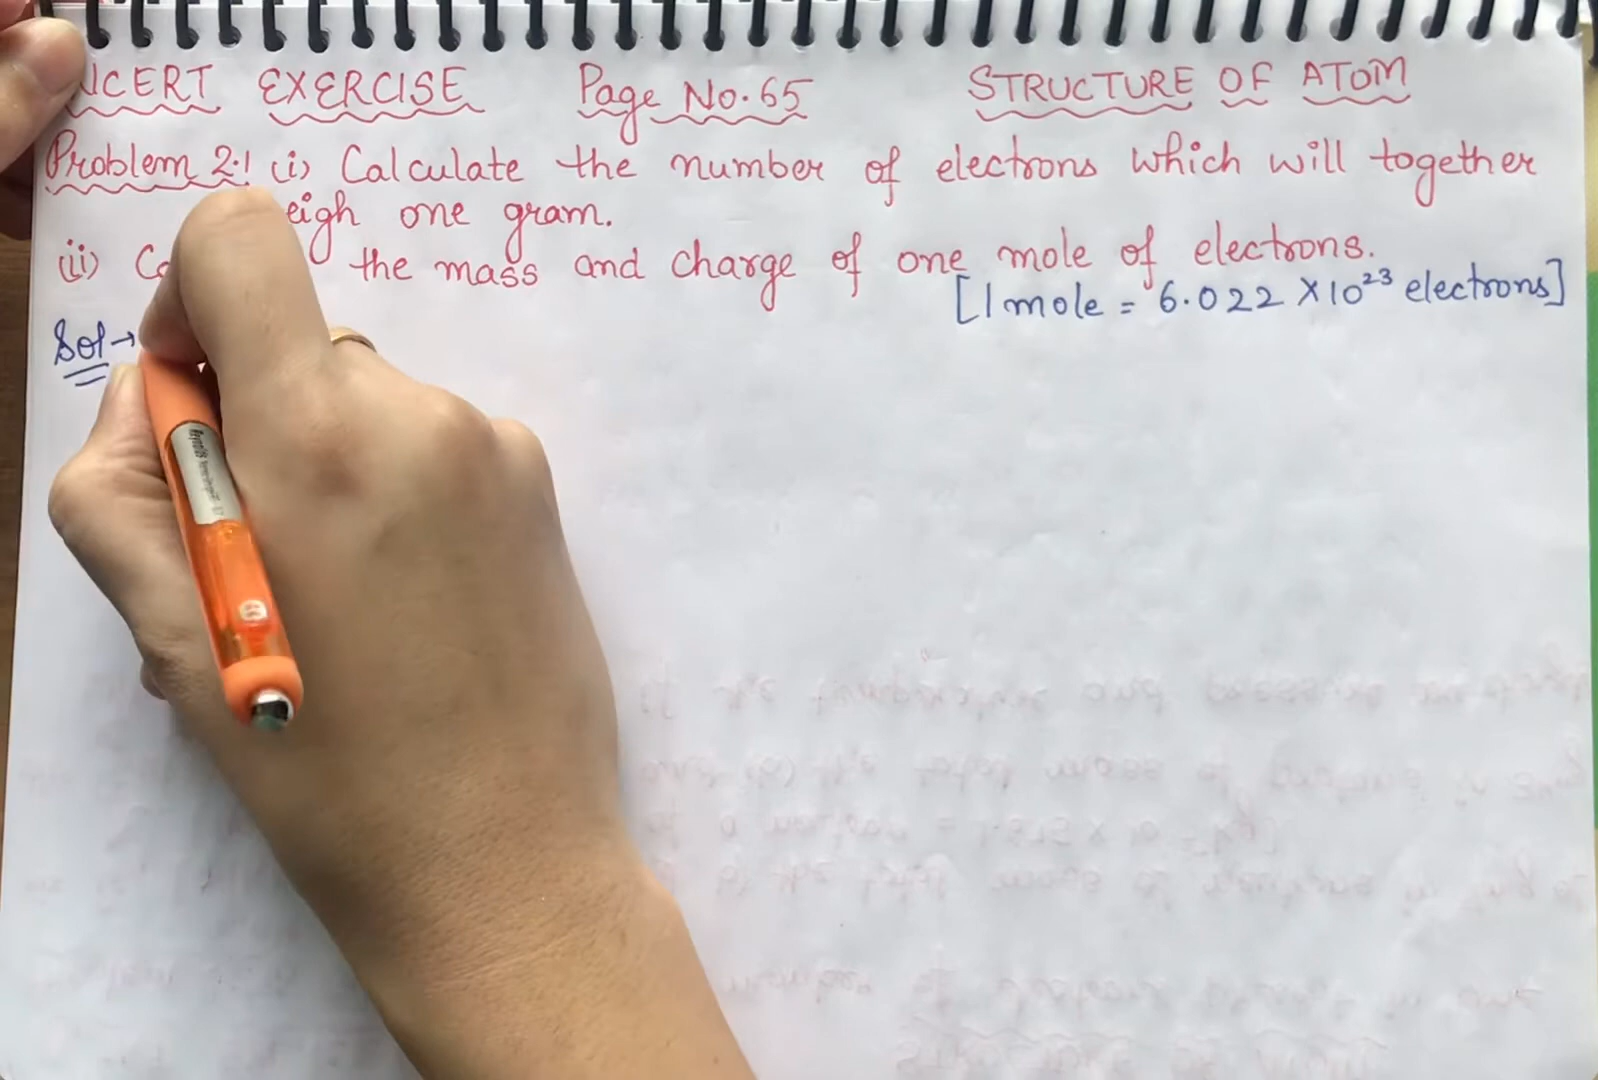 NCERT EXERCISE Page No.65 STRUCTURE OF ATOM
Problem 2.1 (i) Calculate the number of electrons which will together
eigh one gram.
(ii) the mass and charge of one mole of electrons.
[1 mole = 6.022 × 10²³ electrons]
Sol→